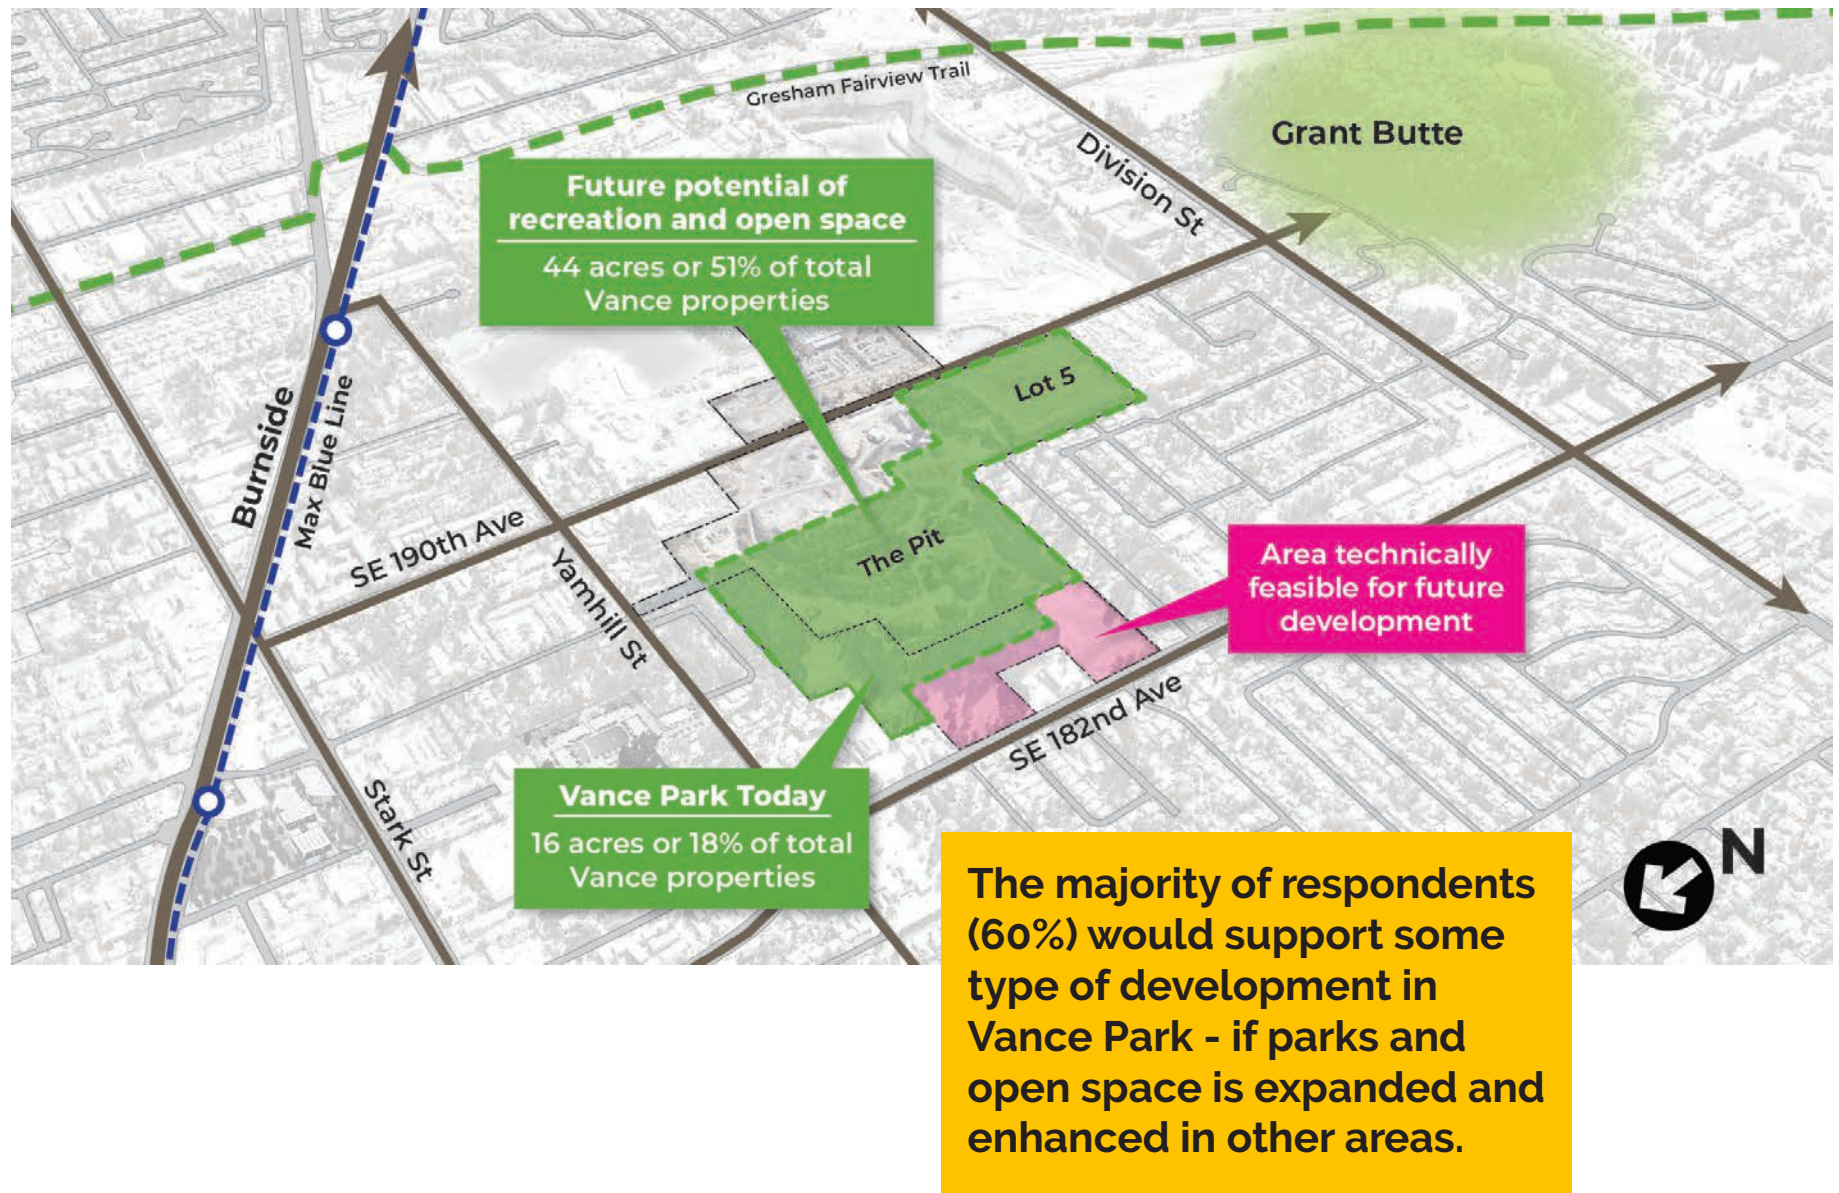 Gresham Fairview Trail
Grant Butte
Division St
Future potential of
recreation and open space
44 acres or 51% of total
Vance properties
Lot 5
Burnside
Max Blue Line
SE 190th Ave
The Pit
Yamhill St
Area technically
feasible for future
development
SE 182nd Ave
Stark St
Vance Park Today
16 acres or 18% of total
Vance properties
N
The majority of respondents
(60%) would support some
type of development in
Vance Park - if parks and
open space is expanded and
enhanced in other areas.